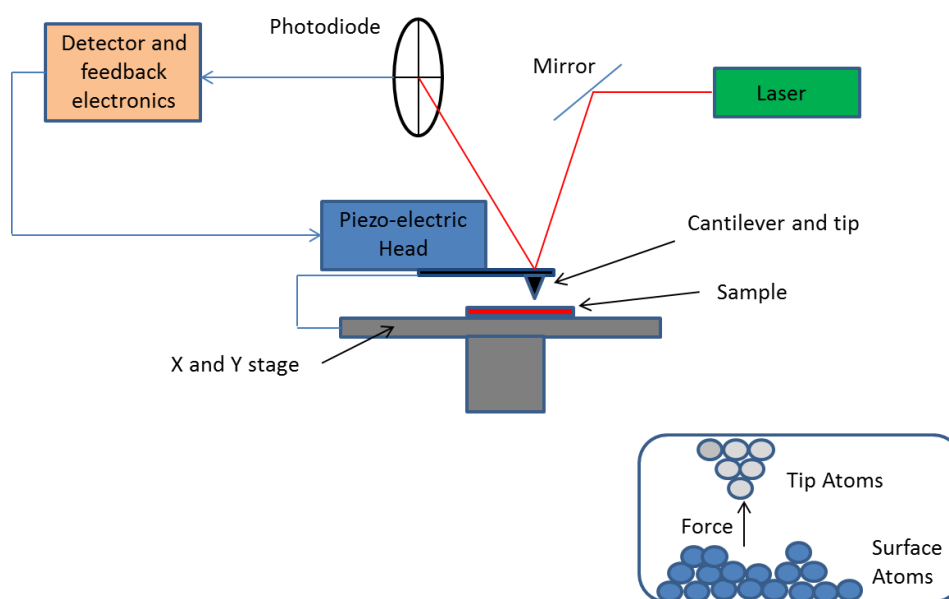 Photodiode
Detector and
feedback
electronics
Mirror
Laser
Piezo-electric
Head
Cantilever and tip
Sample
X and Y stage
Tip Atoms
Force
Surface
Atoms